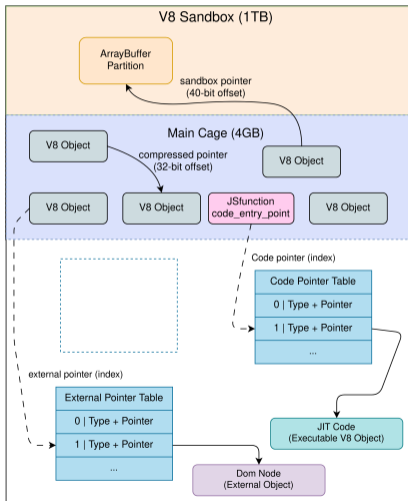 V8 Sandbox (1TB)
ArrayBuffer
Partition
sandbox pointer
(40-bit offset)
Main Cage (4GB)
V8 Object
compressed pointer
(32-bit offset)
V8 Object
V8 Object
V8 Object
JSfunction
code_entry_point
V8 Object
Code pointer (index)
Code Pointer Table
0 | Type + Pointer
1 | Type + Pointer
...
external pointer (index)
External Pointer Table
0 | Type + Pointer
1 | Type + Pointer
...
JIT Code
(Executable V8 Object)
Dom Node
(External Object)